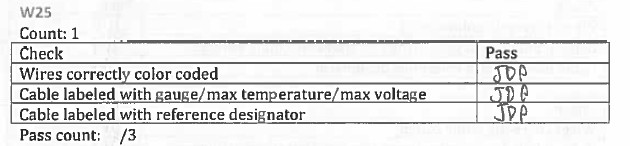 W25
Count: 1
Check Pass
Wires correctly color coded JDP
Cable labeled with gauge/max temperature/max voltage JDP
Cable labeled with reference designator JDP
Pass count: /3